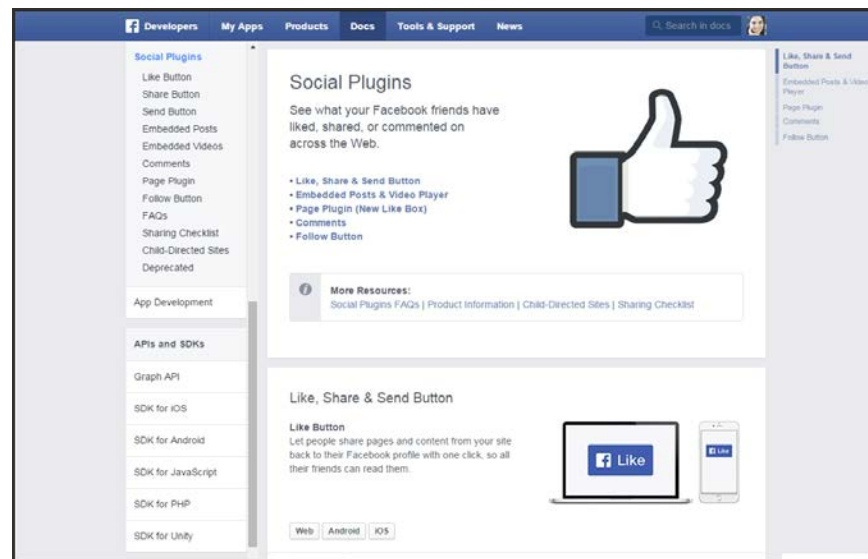 Developers My Apps Products Docs Tools & Support News Search in docs
Social Plugins
Like Button
Share Button
Send Button
Embedded Posts
Embedded Videos
Comments
Page Plugin
Follow Button
FAQs
Sharing Checklist
Child-Directed Sites
Deprecated
App Development
APIs and SDKs
Graph API
SDK for iOS
SDK for Android
SDK for JavaScript
SDK for PHP
SDK for Unity
Social Plugins
See what your Facebook friends have
liked, shared, or commented on
across the Web.
• Like, Share & Send Button
• Embedded Posts & Video Player
• Page Plugin (New Like Box)
• Comments
• Follow Button
More Resources:
Social Plugins FAQs | Product Information | Child-Directed Sites | Sharing Checklist
Like, Share & Send Button
Like Button
Let people share pages and content from your site
back to their Facebook profile with one click, so all
their friends can read them.
Web Android iOS
Like
Like
Like, Share & Send
Button
Embedded Posts & Video
Player
Page Plugin
Comments
Follow Button